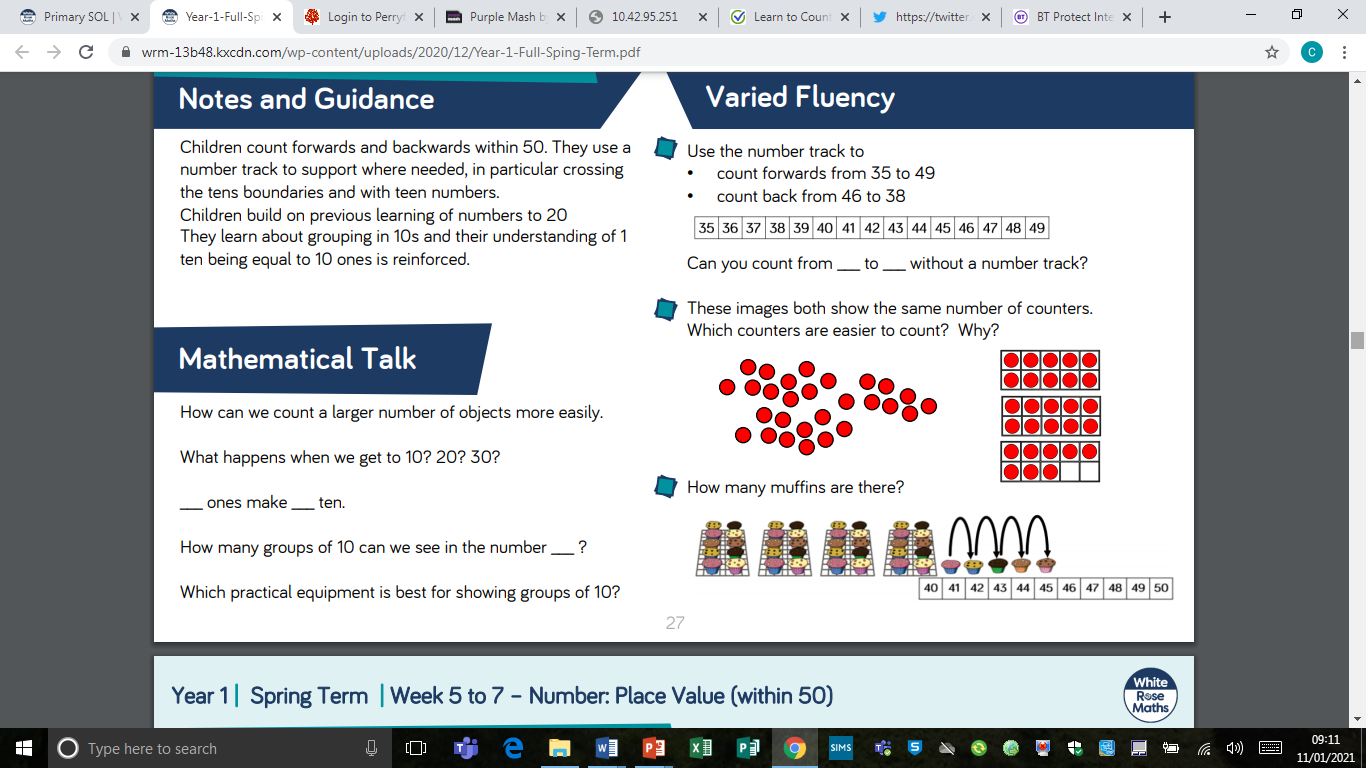 Primary SOL | W
Year-1-Full-Spi
Login to Perryf
Purple Mash b
10.42.95.251
Learn to Count
https://twitter.
BT Protect Inte
wrm-13b48.kxcdn.com/wp-content/uploads/2020/12/Year-1-Full-Sping-Term.pdf
C
Notes and Guidance
Children count forwards and backwards within 50. They use a
number track to support where needed, in particular crossing
the tens boundaries and with teen numbers.
Children build on previous learning of numbers to 20
They learn about grouping in 10s and their understanding of 1
ten being equal to 10 ones is reinforced.
Mathematical Talk
How can we count a larger number of objects more easily.
What happens when we get to 10? 20? 30?
___ ones make ___ ten.
How many groups of 10 can we see in the number ___ ?
Which practical equipment is best for showing groups of 10?
Varied Fluency
Use the number track to
• count forwards from 35 to 49
• count back from 46 to 38
35 36 37 38 39 40 41 42 43 44 45 46 47 48 49
Can you count from ___ to ___ without a number track?
These images both show the same number of counters.
Which counters are easier to count? Why?
How many muffins are there?
40 41 42 43 44 45 46 47 48 49 50
27
Year 1 | Spring Term | Week 5 to 7 – Number: Place Value (within 50)
White
Rose
Maths
Type here to search
SIMS
09:11
11/01/2021